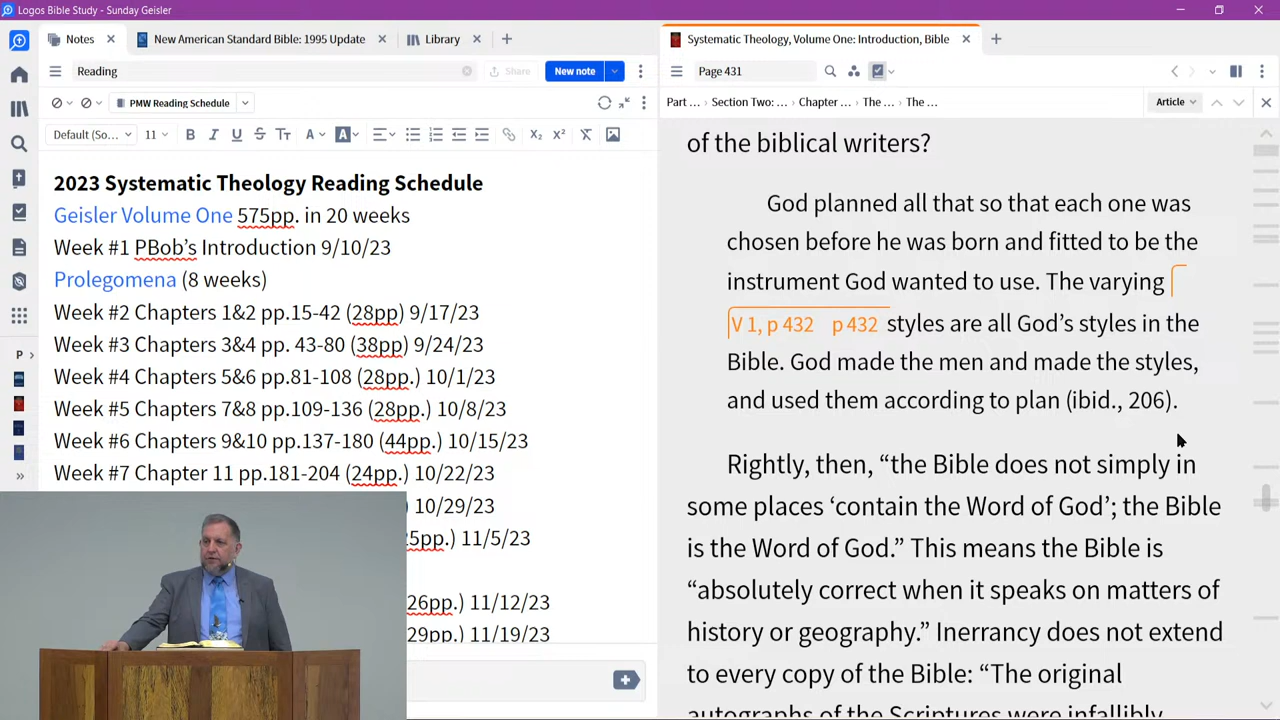 Logos Bible Study - Sunday Geisler
Notes
New American Standard Bible: 1995 Update
Library
Reading
Share
New note
PMW Reading Schedule
Default (So...
11
2023 Systematic Theology Reading Schedule
Geisler Volume One 575pp. in 20 weeks
Week #1 PBob’s Introduction 9/10/23
Prolegomena (8 weeks)
Week #2 Chapters 1&2 pp.15-42 (28pp) 9/17/23
Week #3 Chapters 3&4 pp. 43-80 (38pp) 9/24/23
Week #4 Chapters 5&6 pp.81-108 (28pp.) 10/1/23
Week #5 Chapters 7&8 pp.109-136 (28pp.) 10/8/23
Week #6 Chapters 9&10 pp.137-180 (44pp.) 10/15/23
Week #7 Chapter 11 pp.181-204 (24pp.) 10/22/23
10/29/23
5pp.) 11/5/23
26pp.) 11/12/23
29pp.) 11/19/23
P
Systematic Theology, Volume One: Introduction, Bible
Page 431
Part ... › Section Two: ... › Chapter ... › The ... › The ...
Article
of the biblical writers?
God planned all that so that each one was
chosen before he was born and fitted to be the
instrument God wanted to use. The varying
V 1, p 432 p 432 styles are all God’s styles in the
Bible. God made the men and made the styles,
and used them according to plan (ibid., 206).
Rightly, then, “the Bible does not simply in
some places ‘contain the Word of God’; the Bible
is the Word of God.” This means the Bible is
“absolutely correct when it speaks on matters of
history or geography.” Inerrancy does not extend
to every copy of the Bible: “The original
autographs of the Scriptures were infallibly